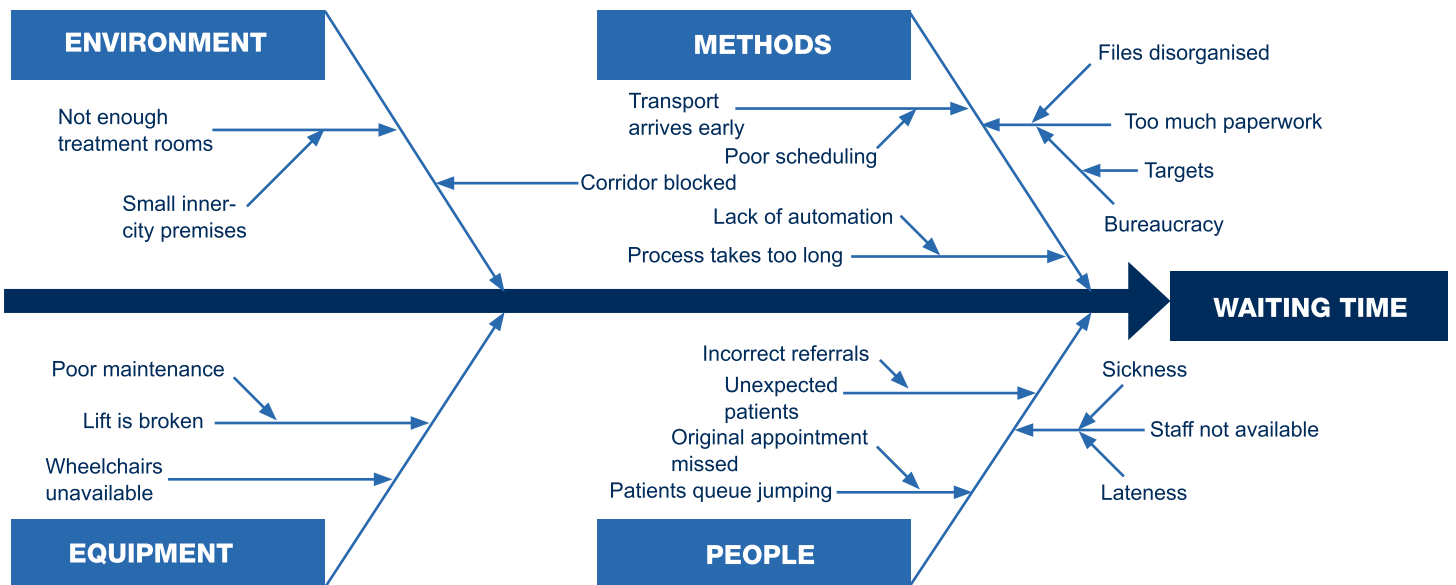 ENVIRONMENT
Not enough
treatment rooms
Small inner-
city premises
Corridor blocked
METHODS
Transport
arrives early
Poor scheduling
Lack of automation
Process takes too long
Files disorganised
Too much paperwork
Targets
Bureaucracy
WAITING TIME
Poor maintenance
Lift is broken
Wheelchairs
unavailable
EQUIPMENT
Incorrect referrals
Unexpected
patients
Original appointment
missed
Patients queue jumping
Sickness
Staff not available
Lateness
PEOPLE